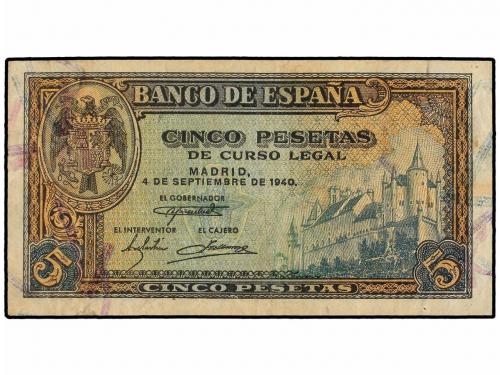 BANCO DE ESPAÑA
CINCO PESETAS
DE CURSO LEGAL
MADRID,
4 DE SEPTIEMBRE DE 1940.
EL GOBERNADOR
EL INTERVENTOR EL CAJERO
5 5
CINCO PESETAS